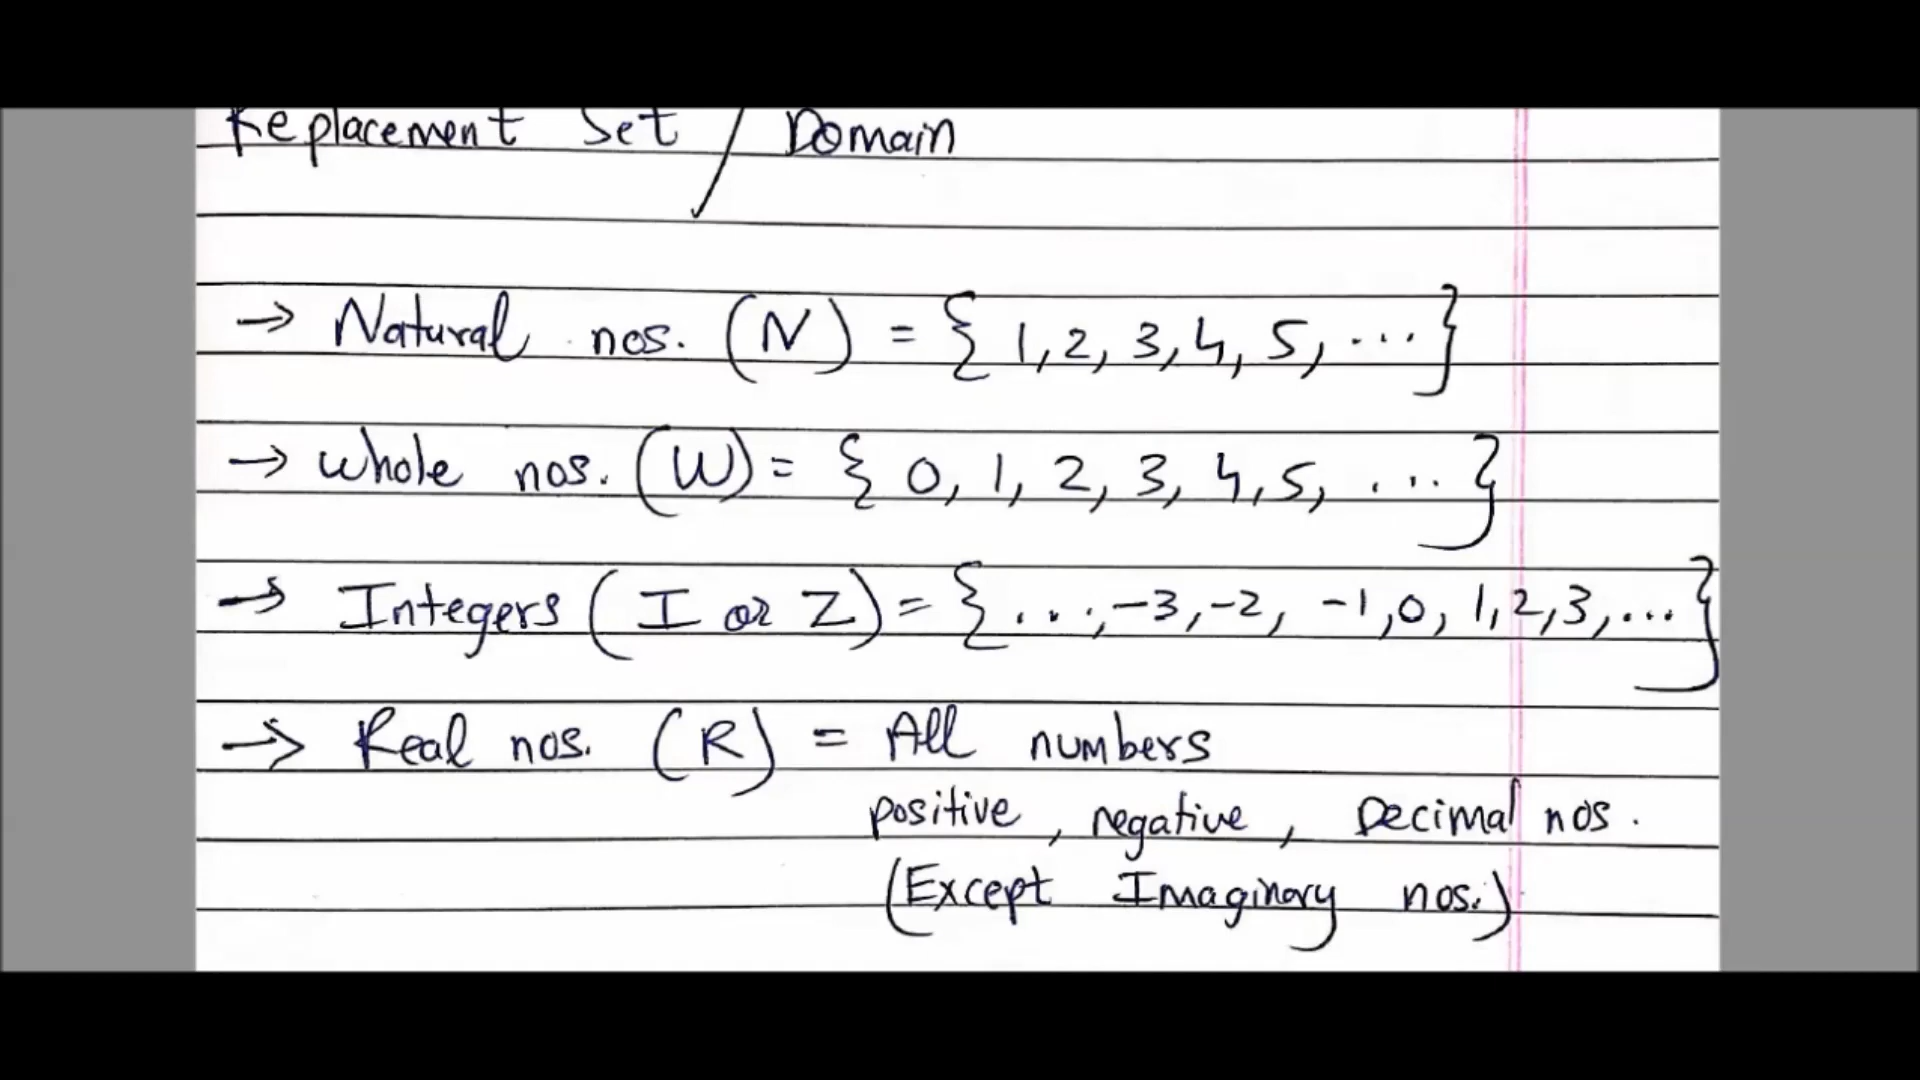 Replacement Set / Domain
→ Natural nos. (N) = { 1, 2, 3, 4, 5, ... }
→ Whole nos. (W) = { 0, 1, 2, 3, 4, 5, .... }
→ Integers ( I or Z ) = { ..., -3, -2, -1, 0, 1, 2, 3, ... }
→ Real nos. (R) = All numbers
positive, negative, Decimal nos.
(Except Imaginary nos.)